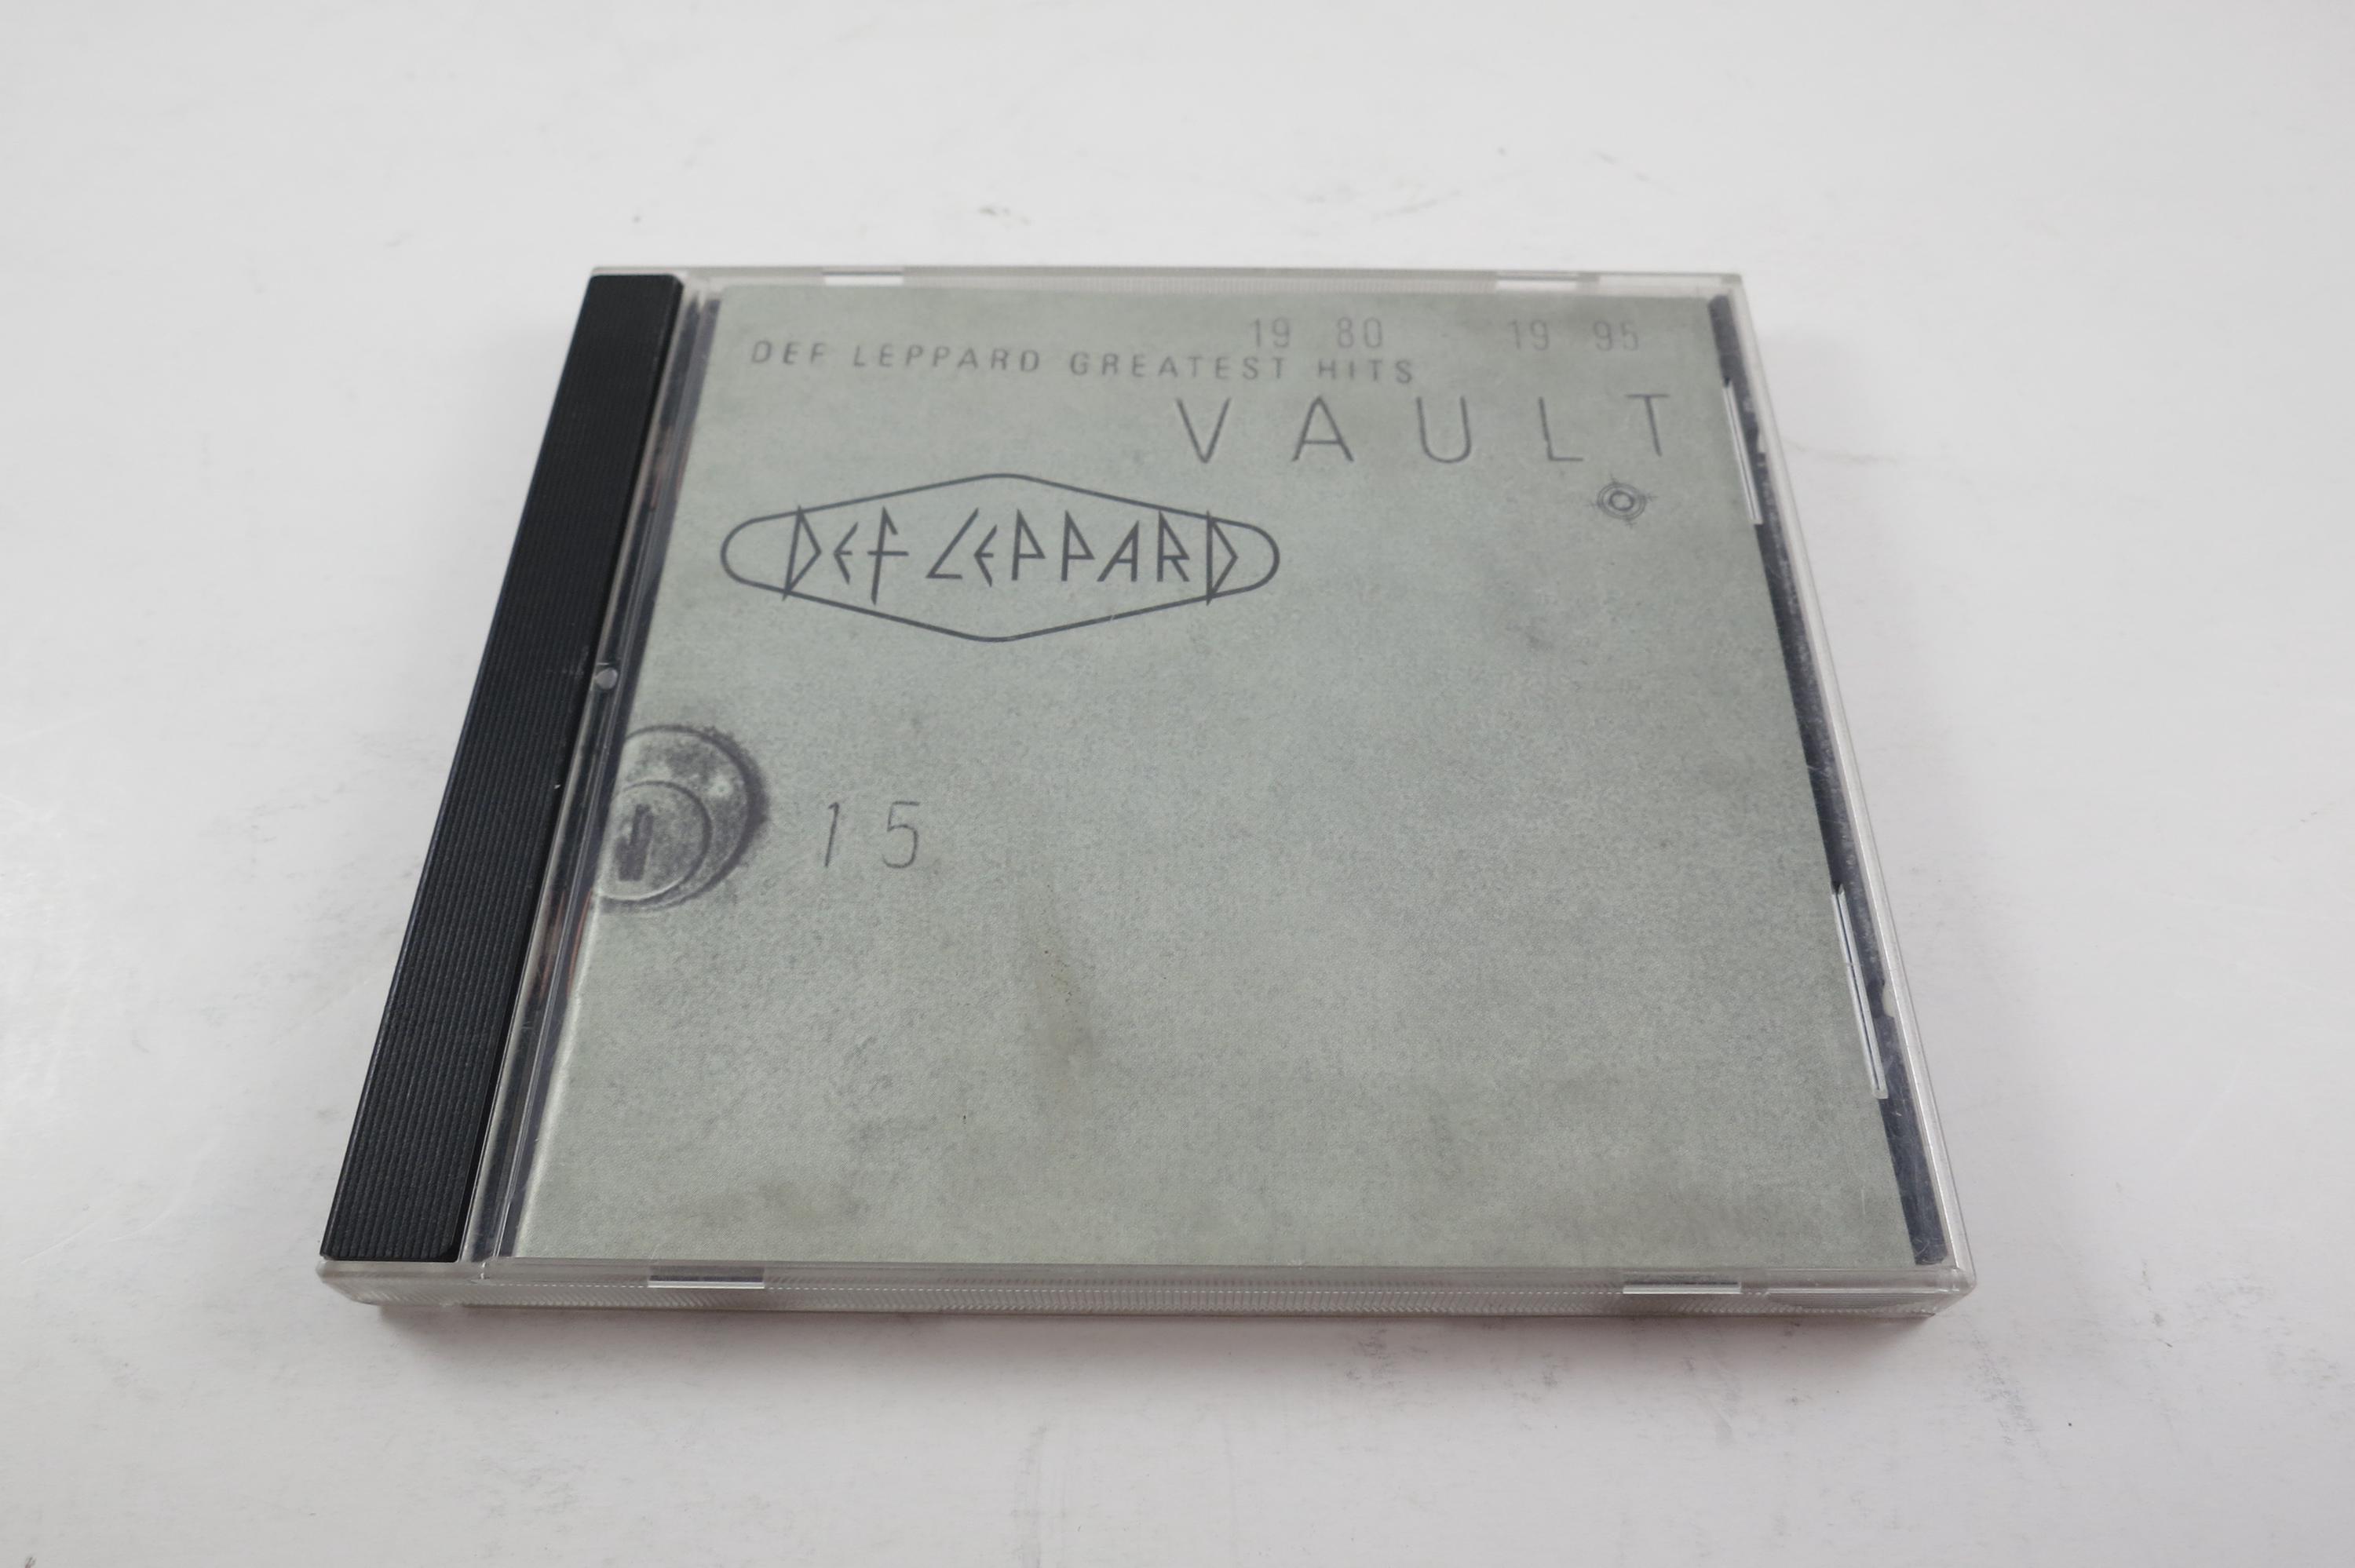 19 80 - 19 95
DEF LEPPARD GREATEST HITS
VAULT
DEF LEPPARD
15